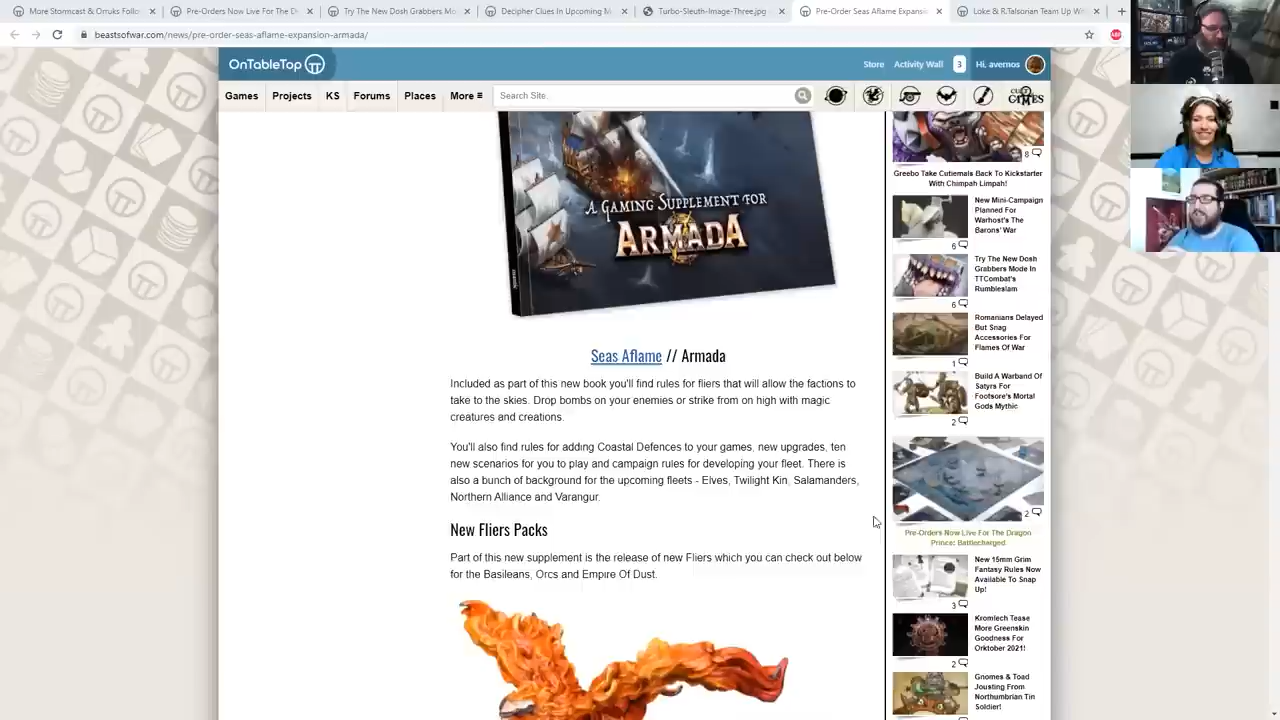 More Stormcast & Orruks Follo
Pre-Orders Now Live For The D
Try The New Dosh Grabbers Mo
Decipher Clues In Upcoming M
Turbo-Sleuth-Image-Three.jpg
Pre-Order Seas Aflame Expansi
Loke & R.Talsorian Team Up Wit
beastsofwar.com/news/pre-order-seas-aflame-expansion-armada/
ABP
OnTableTop
Store
Activity Wall
3
Hi, avernos
Games
Projects
KS
Forums
Places
More
Search Site.
GAMES
A GAMING SUPPLEMENT FOR
ARMADA
Seas Aflame // Armada
Included as part of this new book you'll find rules for fliers that will allow the factions to
take to the skies. Drop bombs on your enemies or strike from on high with magic
creatures and creations.
You'll also find rules for adding Coastal Defences to your games, new upgrades, ten
new scenarios for you to play and campaign rules for developing your fleet. There is
also a bunch of background for the upcoming fleets - Elves, Twilight Kin, Salamanders,
Northern Alliance and Varangur.
New Fliers Packs
Part of this new supplement is the release of new Fliers which you can check out below
for the Basileans, Orcs and Empire Of Dust.
8
Greebo Take Cutiemals Back To Kickstarter
With Chimpah Limpah!
New Mini-Campaign
Planned For
Warhost's The
Barons' War
6
Try The New Dosh
Grabbers Mode In
TTCombat's
Rumbleslam
6
Romanians Delayed
But Snag
Accessories For
Flames Of War
1
Build A Warband Of
Satyrs For
Footsore's Mortal
Gods Mythic
2
2
Pre-Orders Now Live For The Dragon
Prince: Battlecharged
New 15mm Grim
Fantasy Rules Now
Available To Snap
Up!
3
Kromlech Tease
More Greenskin
Goodness For
Orktober 2021!
2
Gnomes & Toad
Jousting From
Northumbrian Tin
Soldier!